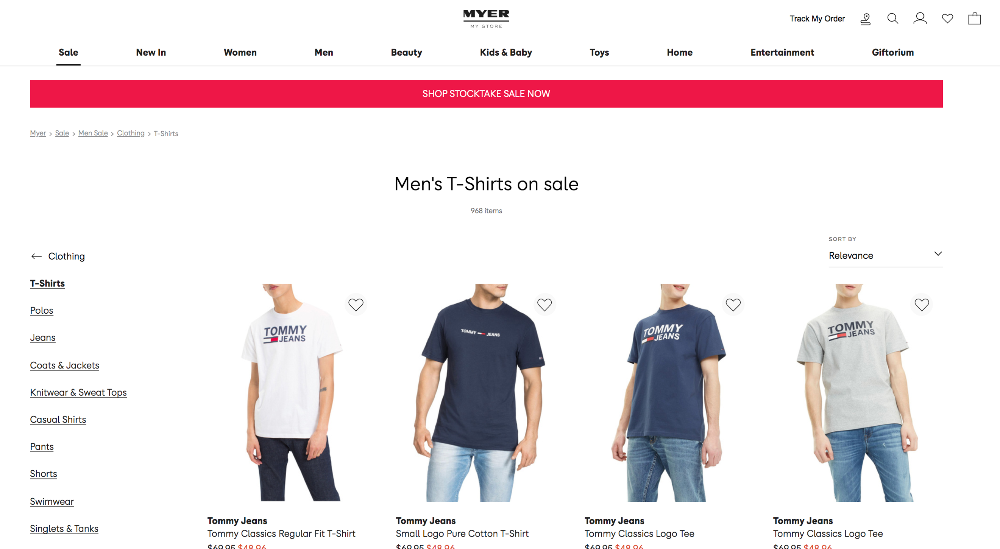 MYER
MY STORE
Track My Order
Sale
New In
Women
Men
Beauty
Kids & Baby
Toys
Home
Entertainment
Giftorium
SHOP STOCKTAKE SALE NOW
Myer > Sale > Men Sale > Clothing > T-Shirts
Men's T-Shirts on sale
968 items
SORT BY
Relevance
← Clothing
T-Shirts
Polos
Jeans
Coats & Jackets
Knitwear & Sweat Tops
Casual Shirts
Pants
Shorts
Swimwear
Singlets & Tanks
TOMMY
JEANS
TOMMY JEANS
TOMMY
JEANS
TOMMY
JEANS
Tommy Jeans
Tommy Classics Regular Fit T-Shirt
$69.95 $48.96
Tommy Jeans
Small Logo Pure Cotton T-Shirt
$69.95 $48.96
Tommy Jeans
Tommy Classics Logo Tee
$69.95 $48.96
Tommy Jeans
Tommy Classics Logo Tee
$69.95 $48.96